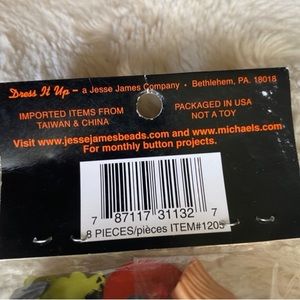 Dress It Up - a Jesse James Company • Bethlehem, PA. 18018
IMPORTED ITEMS FROM
TAIWAN & CHINA
PACKAGED IN USA
NOT A TOY
Visit www.jessejamesbeads.com and www.michaels.com
For monthly button projects.
7 87117 31132 7
8 PIECES/pièces ITEM#1205